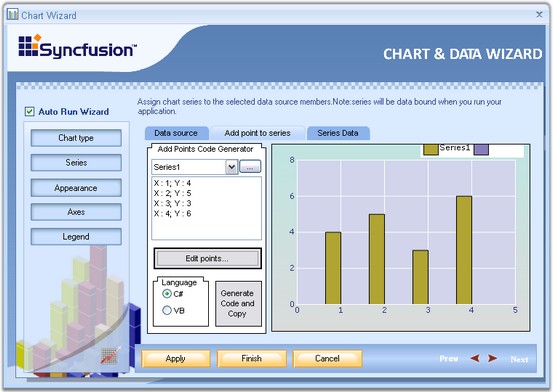 Chart Wizard
Syncfusion™
CHART & DATA WIZARD
Assign chart series to the selected data source members.Note:series will be data bound when you run your
application.
Auto Run Wizard
Chart type
Series
Appearance
Axes
Legend
Data source
Add point to series
Series Data
Add Points Code Generator
Series1
...
X : 1; Y : 4
X : 2; Y : 5
X : 3; Y : 3
X : 4; Y : 6
Edit points...
Language
C#
VB
Generate
Code and
Copy
Series1
8
6
4
2
0
0 1 2 3 4 5
Apply
Finish
Cancel
Prev
Next